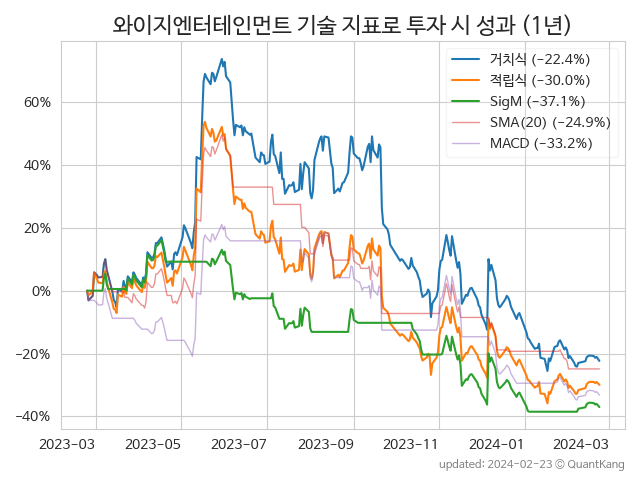 와이지엔터테인먼트 기술 지표로 투자 시 성과 (1년)
거치식 (−22.4%)
적립식 (−30.0%)
SigM (−37.1%)
SMA(20) (−24.9%)
MACD (−33.2%)
60%
40%
20%
0%
−20%
−40%
2023-03 2023-05 2023-07 2023-09 2023-11 2024-01 2024-03
updated: 2024-02-23 © QuantKang